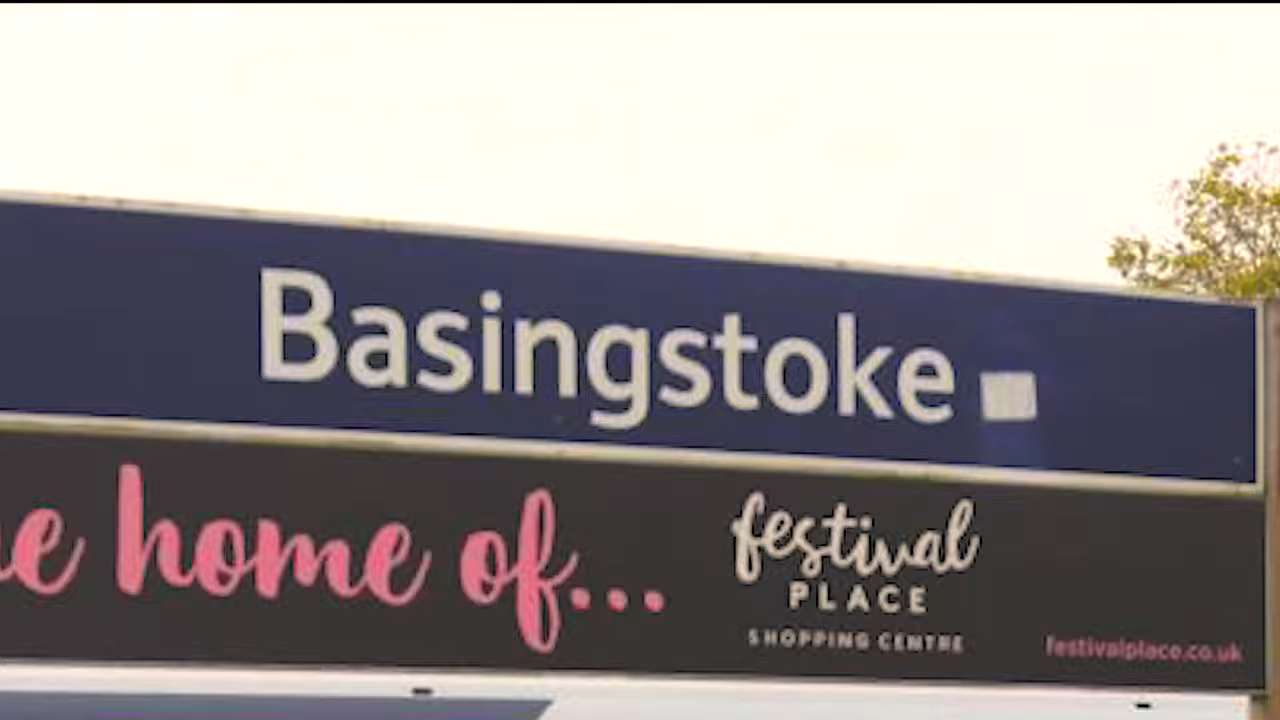 Basingstoke
home of...
festival
PLACE
SHOPPING CENTRE
festivalplace.co.uk